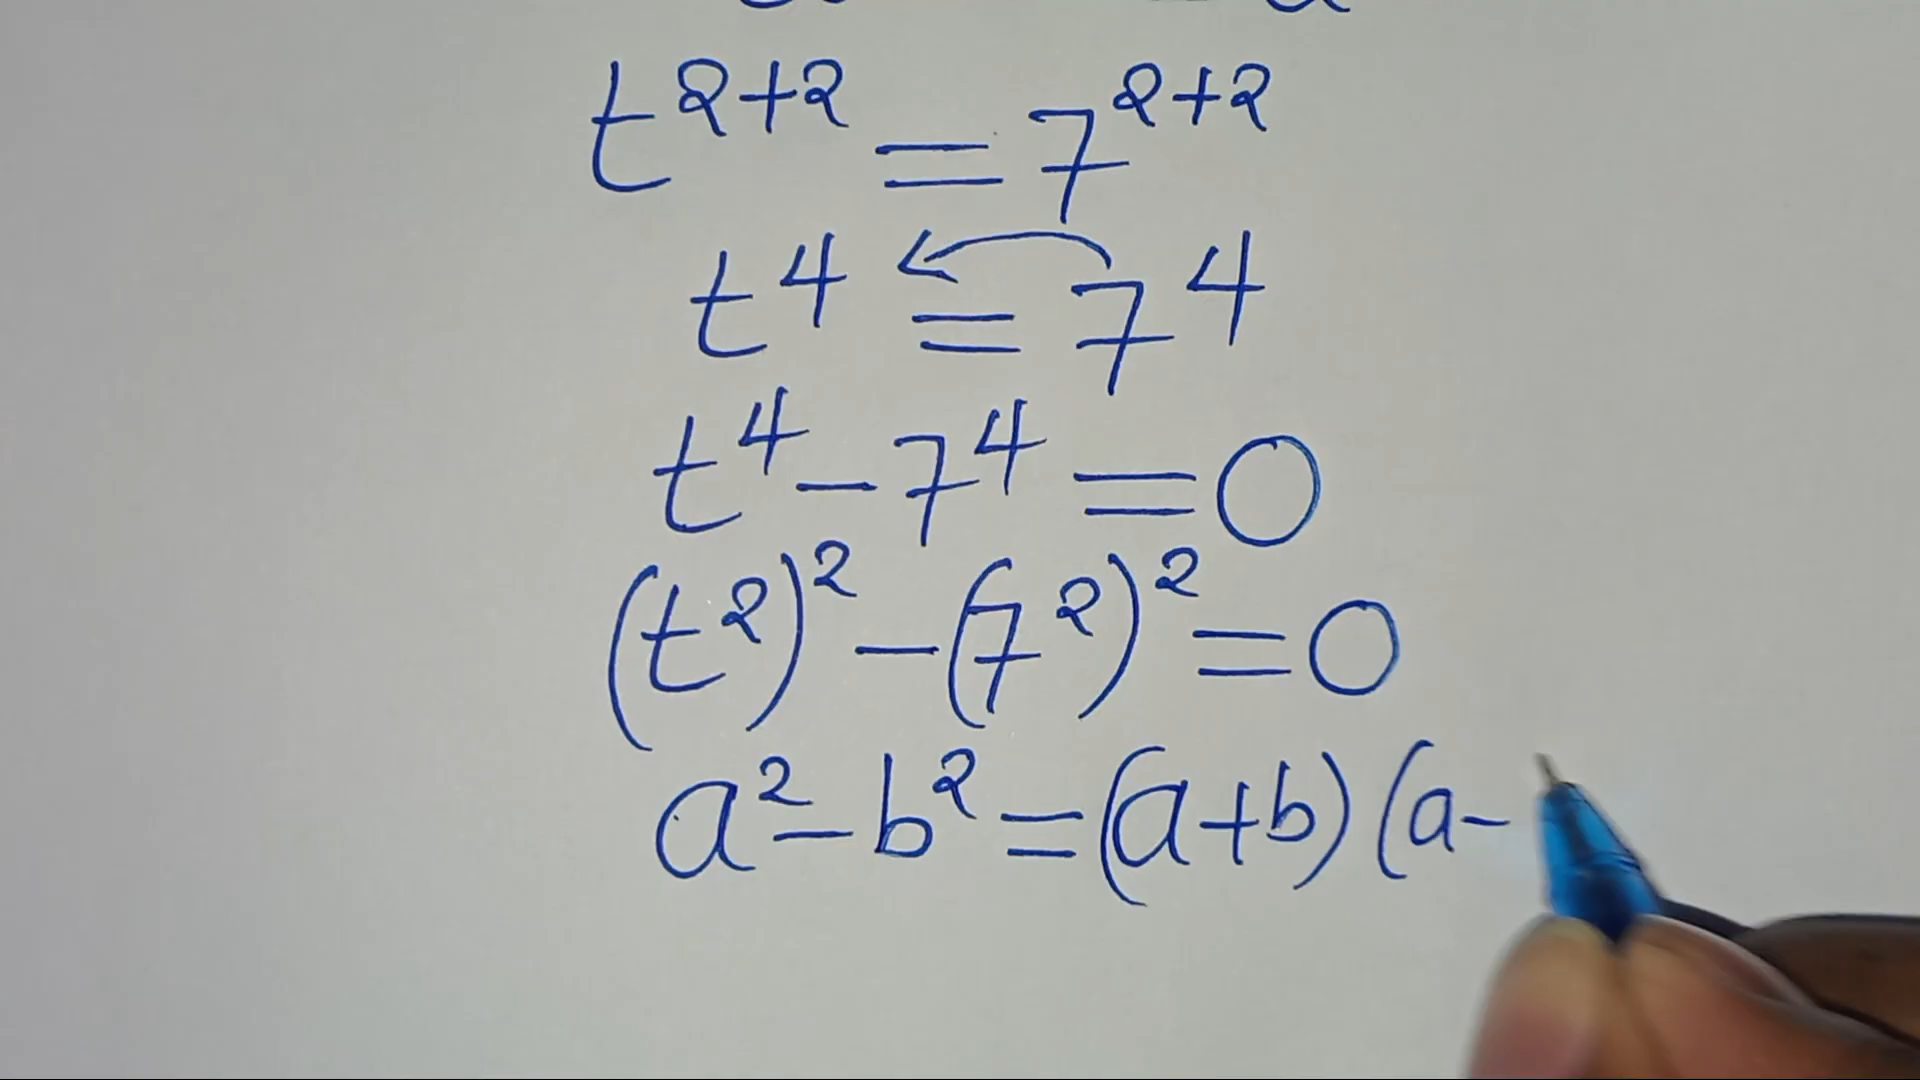 t^{2+2} = 7^{2+2}
t^4 = 7^4
t^4 - 7^4 = 0
(t^2)^2 - (7^2)^2 = 0
a^2 - b^2 = (a+b)(a-